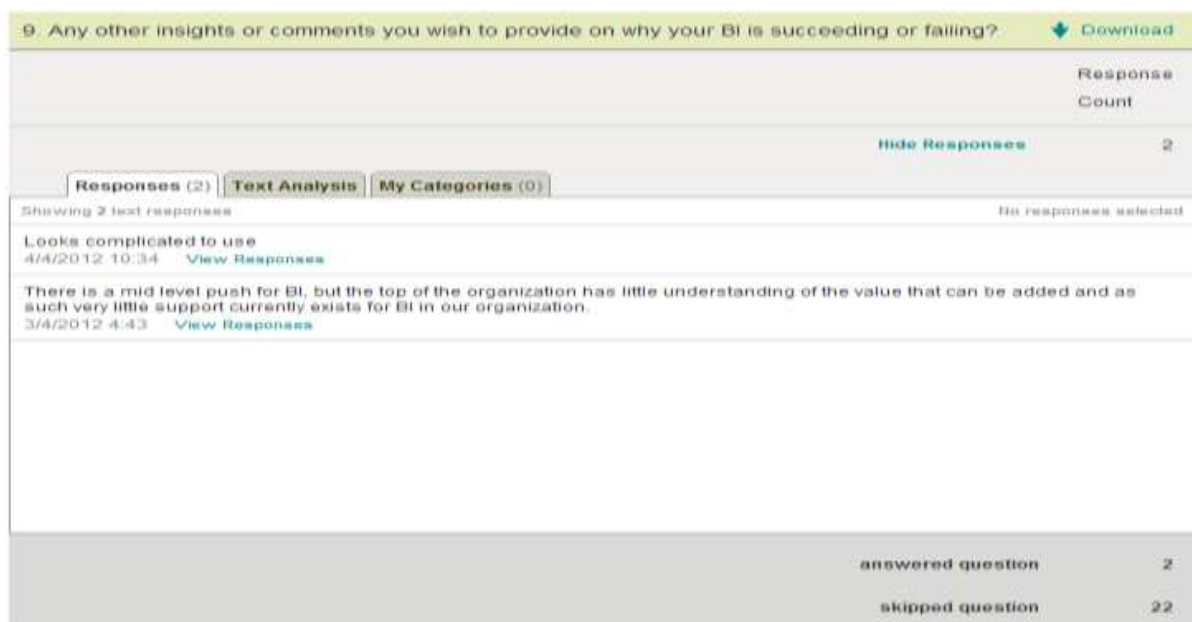 9. Any other insights or comments you wish to provide on why your BI is succeeding or failing? Download
Response
Count
Hide Responses 2
Responses (2) Text Analysis My Categories (0)
Showing 2 text responses No responses selected
Looks complicated to use
4/4/2012 10:34 View Responses
There is a mid level push for BI, but the top of the organization has little understanding of the value that can be added and as
such very little support currently exists for BI in our organization.
3/4/2012 4:43 View Responses
answered question 2
skipped question 22